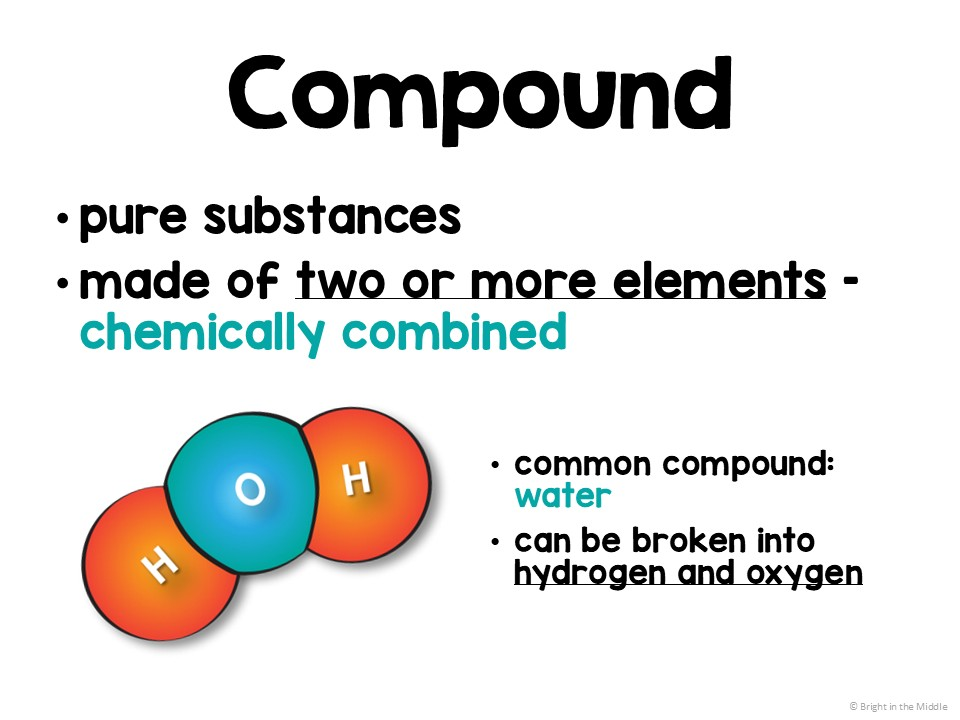 Compound
• pure substances
• made of two or more elements -
chemically combined
H
O
H
• common compound:
water
• can be broken into
hydrogen and oxygen
© Bright in the Middle